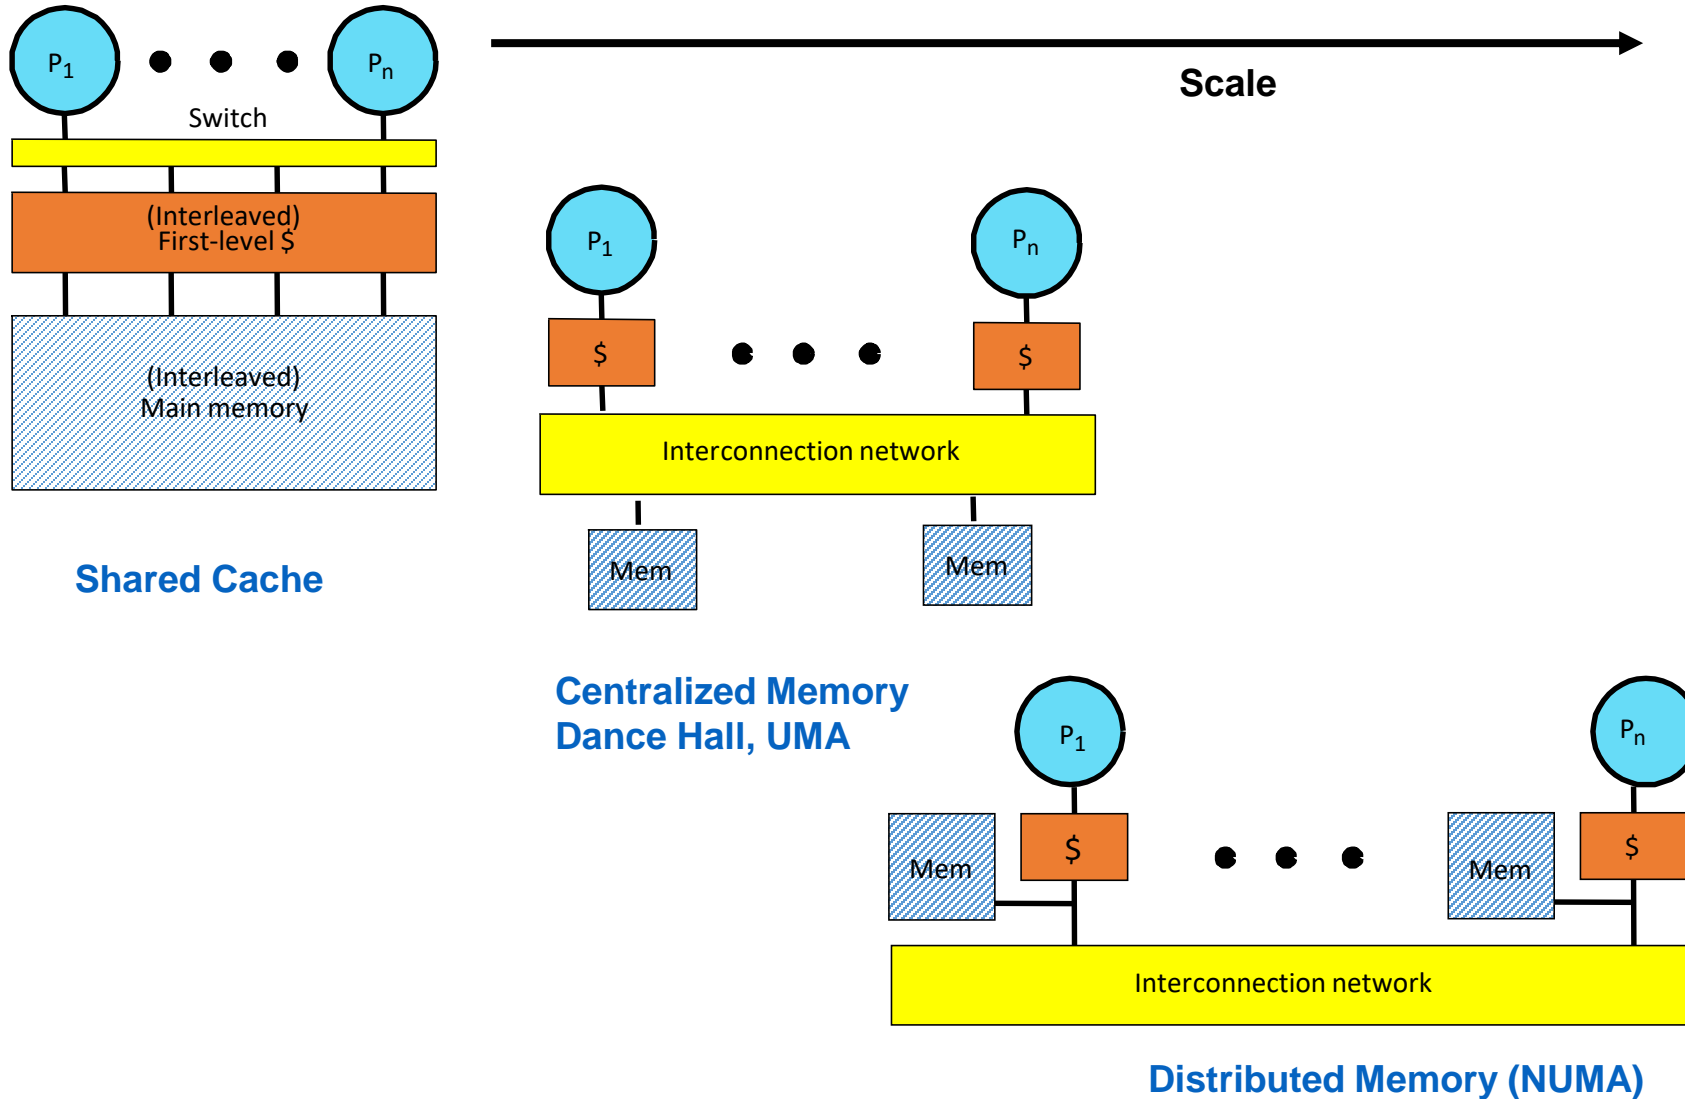 P1
Pn
Switch
(Interleaved)
First-level $
(Interleaved)
Main memory
Shared Cache
Scale
P1
Pn
$
$
Interconnection network
Mem
Mem
Centralized Memory
Dance Hall, UMA
P1
Pn
Mem
$
Mem
$
Interconnection network
Distributed Memory (NUMA)